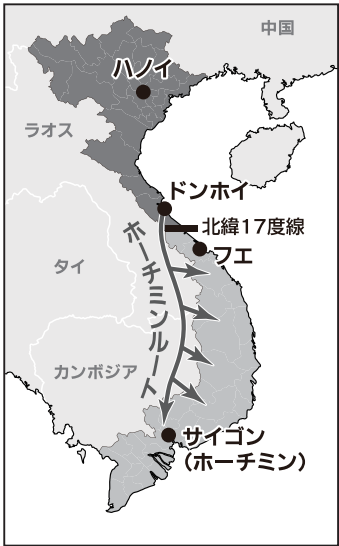 中国
ハノイ
ラオス
ドンホイ
北緯17度線
フエ
ホーチミンルート
タイ
カンボジア
サイゴン
（ホーチミン）